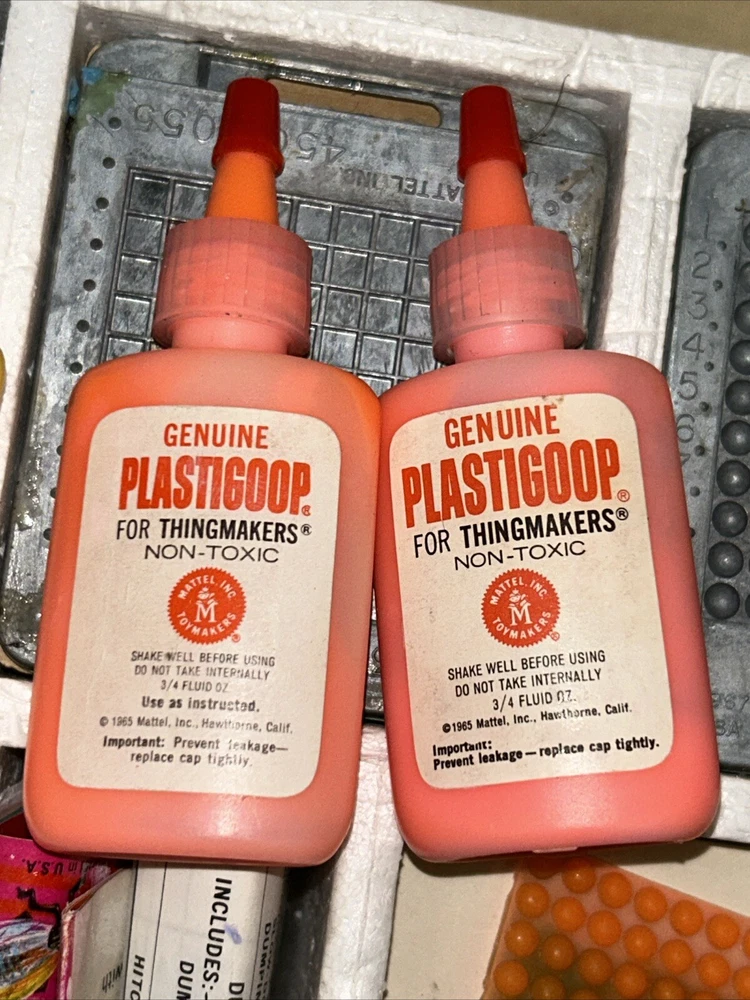 GENUINE
PLASTIGOOP®
FOR THINGMAKERS®
NON-TOXIC
MATTEL, INC.
M
TOYMAKERS
®
SHAKE WELL BEFORE USING
DO NOT TAKE INTERNALLY
3/4 FLUID OZ
Use as instructed.
© 1965 Mattel, Inc., Hawthorne, Calif.
Important: Prevent leakage—
replace cap tightly.
GENUINE
PLASTIGOOP®
FOR THINGMAKERS®
NON-TOXIC
MATTEL, INC.
M
TOYMAKERS
®
SHAKE WELL BEFORE USING
DO NOT TAKE INTERNALLY
3/4 FLUID OZ.
©1965 Mattel, Inc., Hawthorne, Calif.
Important:
Prevent leakage—replace cap tightly.
MATTEL INC
1
2
3
4
5
6
in U.S.A.
INCLUDES:
With